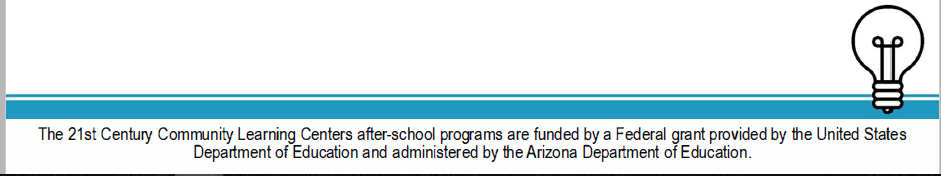 The 21st Century Community Learning Centers after-school programs are funded by a Federal grant provided by the United States
Department of Education and administered by the Arizona Department of Education.